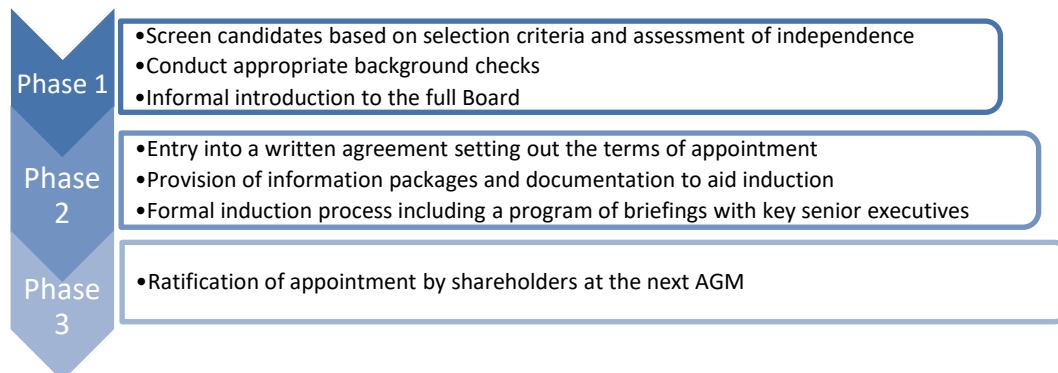 Phase 1
•Screen candidates based on selection criteria and assessment of independence
•Conduct appropriate background checks
•Informal introduction to the full Board
Phase
2
•Entry into a written agreement setting out the terms of appointment
•Provision of information packages and documentation to aid induction
•Formal induction process including a program of briefings with key senior executives
Phase
3
•Ratification of appointment by shareholders at the next AGM